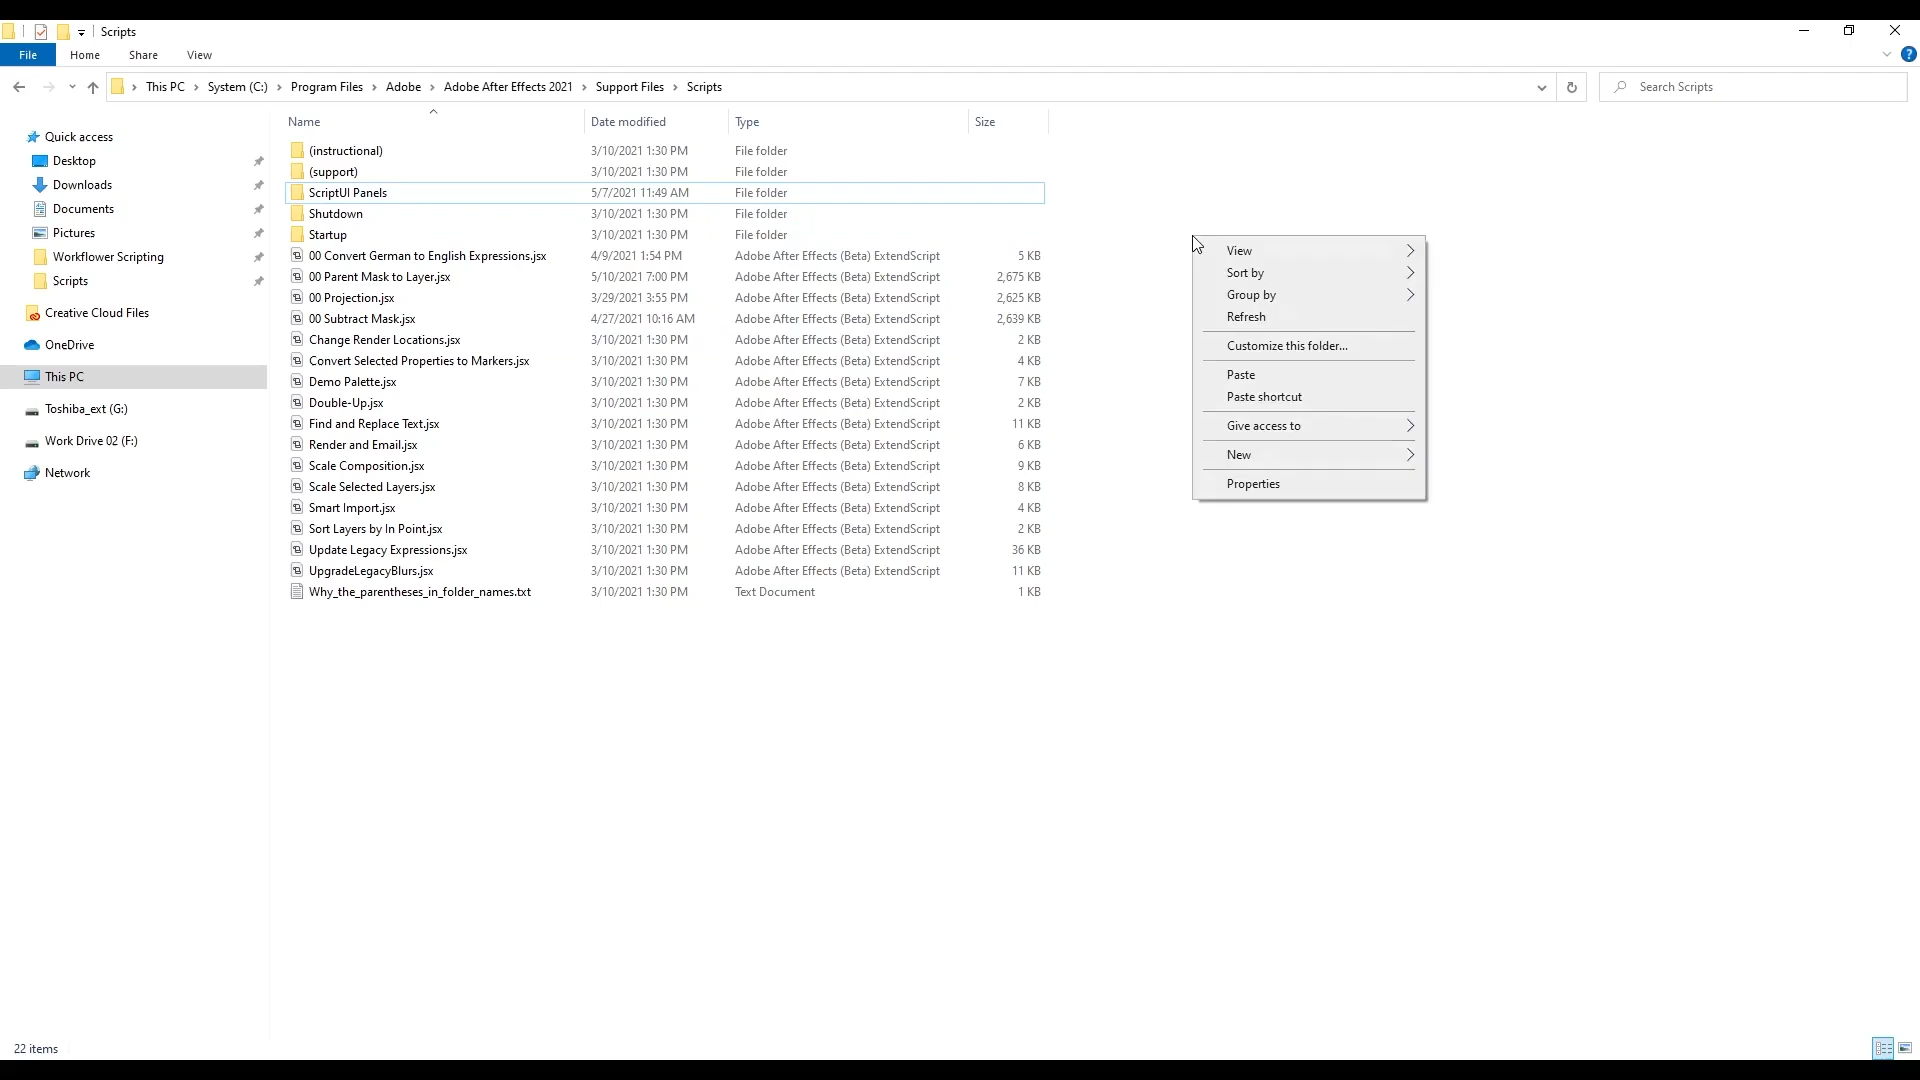 Scripts
File Home Share View
This PC System (C:) Program Files Adobe Adobe After Effects 2021 Support Files Scripts Search Scripts
Name Date modified Type Size
Quick access
Desktop
Downloads
Documents
Pictures
Workflower Scripting
Scripts
Creative Cloud Files
OneDrive
This PC
Toshiba_ext (G:)
Work Drive 02 (F:)
Network
(instructional) 3/10/2021 1:30 PM File folder
(support) 3/10/2021 1:30 PM File folder
ScriptUI Panels 5/7/2021 11:49 AM File folder
Shutdown 3/10/2021 1:30 PM File folder
Startup 3/10/2021 1:30 PM File folder
00 Convert German to English Expressions.jsx 4/9/2021 1:54 PM Adobe After Effects (Beta) ExtendScript 5 KB
00 Parent Mask to Layer.jsx 5/10/2021 7:00 PM Adobe After Effects (Beta) ExtendScript 2,675 KB
00 Projection.jsx 3/29/2021 3:55 PM Adobe After Effects (Beta) ExtendScript 2,625 KB
00 Subtract Mask.jsx 4/27/2021 10:16 AM Adobe After Effects (Beta) ExtendScript 2,639 KB
Change Render Locations.jsx 3/10/2021 1:30 PM Adobe After Effects (Beta) ExtendScript 2 KB
Convert Selected Properties to Markers.jsx 3/10/2021 1:30 PM Adobe After Effects (Beta) ExtendScript 4 KB
Demo Palette.jsx 3/10/2021 1:30 PM Adobe After Effects (Beta) ExtendScript 7 KB
Double-Up.jsx 3/10/2021 1:30 PM Adobe After Effects (Beta) ExtendScript 2 KB
Find and Replace Text.jsx 3/10/2021 1:30 PM Adobe After Effects (Beta) ExtendScript 11 KB
Render and Email.jsx 3/10/2021 1:30 PM Adobe After Effects (Beta) ExtendScript 6 KB
Scale Composition.jsx 3/10/2021 1:30 PM Adobe After Effects (Beta) ExtendScript 9 KB
Scale Selected Layers.jsx 3/10/2021 1:30 PM Adobe After Effects (Beta) ExtendScript 8 KB
Smart Import.jsx 3/10/2021 1:30 PM Adobe After Effects (Beta) ExtendScript 4 KB
Sort Layers by In Point.jsx 3/10/2021 1:30 PM Adobe After Effects (Beta) ExtendScript 2 KB
Update Legacy Expressions.jsx 3/10/2021 1:30 PM Adobe After Effects (Beta) ExtendScript 36 KB
UpgradeLegacyBlurs.jsx 3/10/2021 1:30 PM Adobe After Effects (Beta) ExtendScript 11 KB
Why_the_parentheses_in_folder_names.txt 3/10/2021 1:30 PM Text Document 1 KB
View
Sort by
Group by
Refresh
Customize this folder...
Paste
Paste shortcut
Give access to
New
Properties
22 items